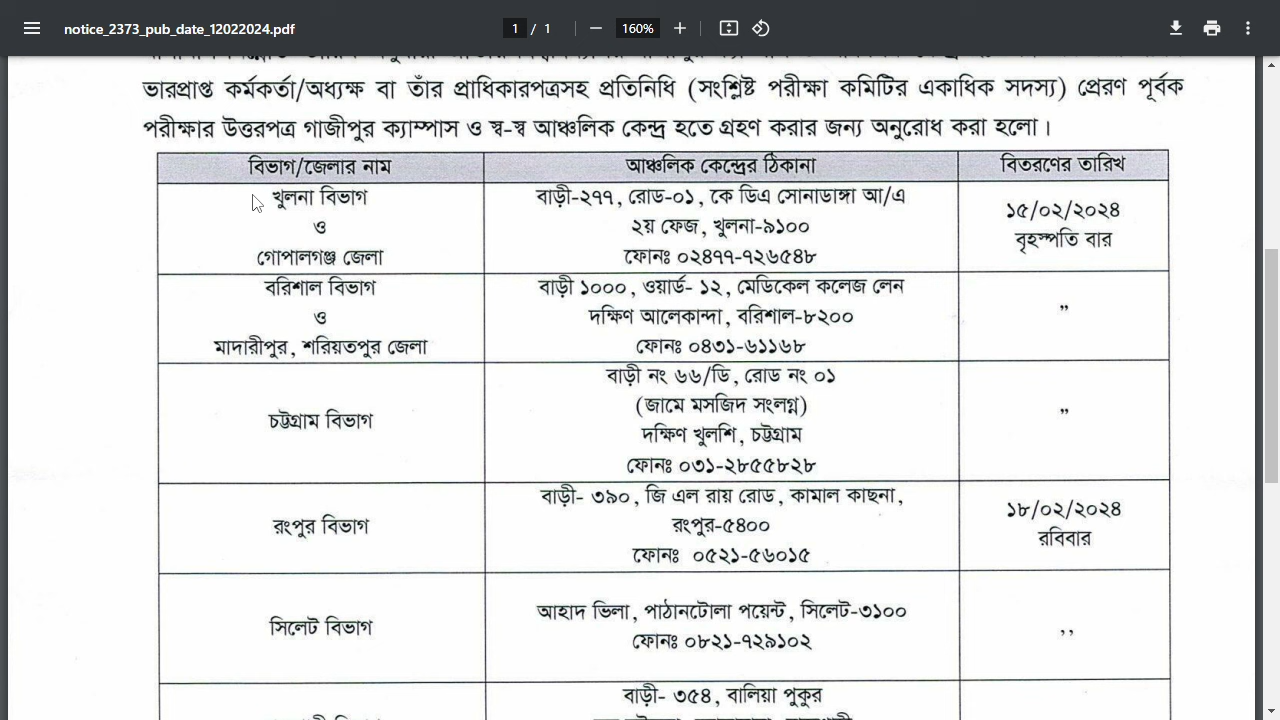 notice_2373_pub_date_12022024.pdf
1 / 1
160%
ভারপ্রাপ্ত কর্মকর্তা/অধ্যক্ষ বা তাঁর প্রাধিকারপত্রসহ প্রতিনিধি (সংশ্লিষ্ট পরীক্ষা কমিটির একাধিক সদস্য) প্রেরণ পূর্বক
পরীক্ষার উত্তরপত্র গাজীপুর ক্যাম্পাস ও স্ব-স্ব আঞ্চলিক কেন্দ্র হতে গ্রহণ করার জন্য অনুরোধ করা হলো।
বিভাগ/জেলার নাম
আঞ্চলিক কেন্দ্রের ঠিকানা
বিতরণের তারিখ
খুলনা বিভাগ
ও
গোপালগঞ্জ জেলা
বাড়ী-২৭৭, রোড-০১, কে ডিএ সোনাডাঙ্গা আ/এ
২য় ফেজ, খুলনা-৯১০০
ফোনঃ ০২৪৭৭-৭২৬৫৪৮
১৫/০২/২০২৪
বৃহস্পতি বার
বরিশাল বিভাগ
ও
মাদারীপুর, শরিয়তপুর জেলা
বাড়ী ১০০০, ওয়ার্ড- ১২, মেডিকেল কলেজ লেন
দক্ষিণ আলেকান্দা, বরিশাল-৮২০০
ফোনঃ ০৪৩১-৬১১৬৮
”
চট্টগ্রাম বিভাগ
বাড়ী নং ৬৬/ডি, রোড নং ০১
(জামে মসজিদ সংলগ্ন)
দক্ষিণ খুলশি, চট্টগ্রাম
ফোনঃ ০৩১-২৮৫৫৮২৮
”
রংপুর বিভাগ
বাড়ী- ৩৯০, জি এল রায় রোড, কামাল কাছনা,
রংপুর-৫৪০০
ফোনঃ ০৫২১-৫৬০১৫
১৮/০২/২০২৪
রবিবার
সিলেট বিভাগ
আহাদ ভিলা, পাঠানটোলা পয়েন্ট, সিলেট-৩১০০
ফোনঃ ০৮২১-৭২৯১০২
,,
বাড়ী- ৩৫৪, বালিয়া পুকুর